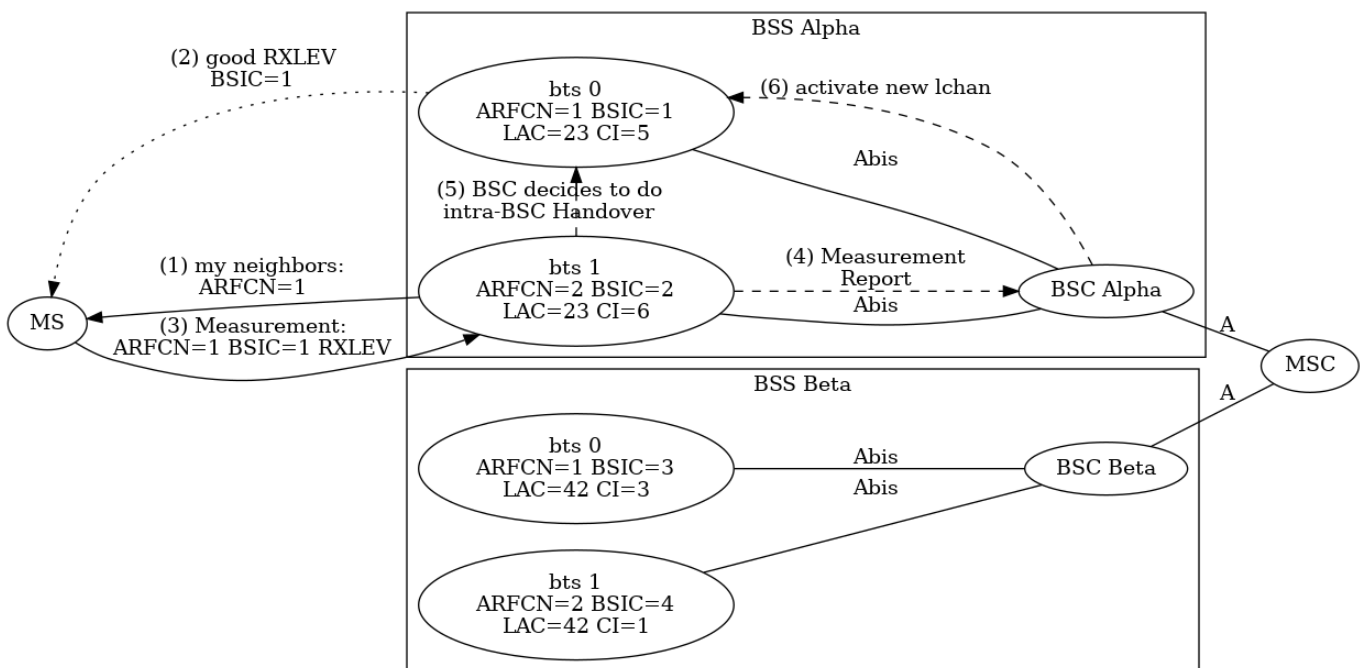 BSS Alpha
(2) good RXLEV
BSIC=1
bts 0
ARFCN=1 BSIC=1
LAC=23 CI=5
(6) activate new lchan
Abis
(5) BSC decides to do
intra-BSC Handover
(1) my neighbors:
ARFCN=1
bts 1
ARFCN=2 BSIC=2
LAC=23 CI=6
(4) Measurement
Report
Abis
BSC Alpha
MS
(3) Measurement:
ARFCN=1 BSIC=1 RXLEV
A
MSC
BSS Beta
A
bts 0
ARFCN=1 BSIC=3
LAC=42 CI=3
Abis
Abis
BSC Beta
bts 1
ARFCN=2 BSIC=4
LAC=42 CI=1